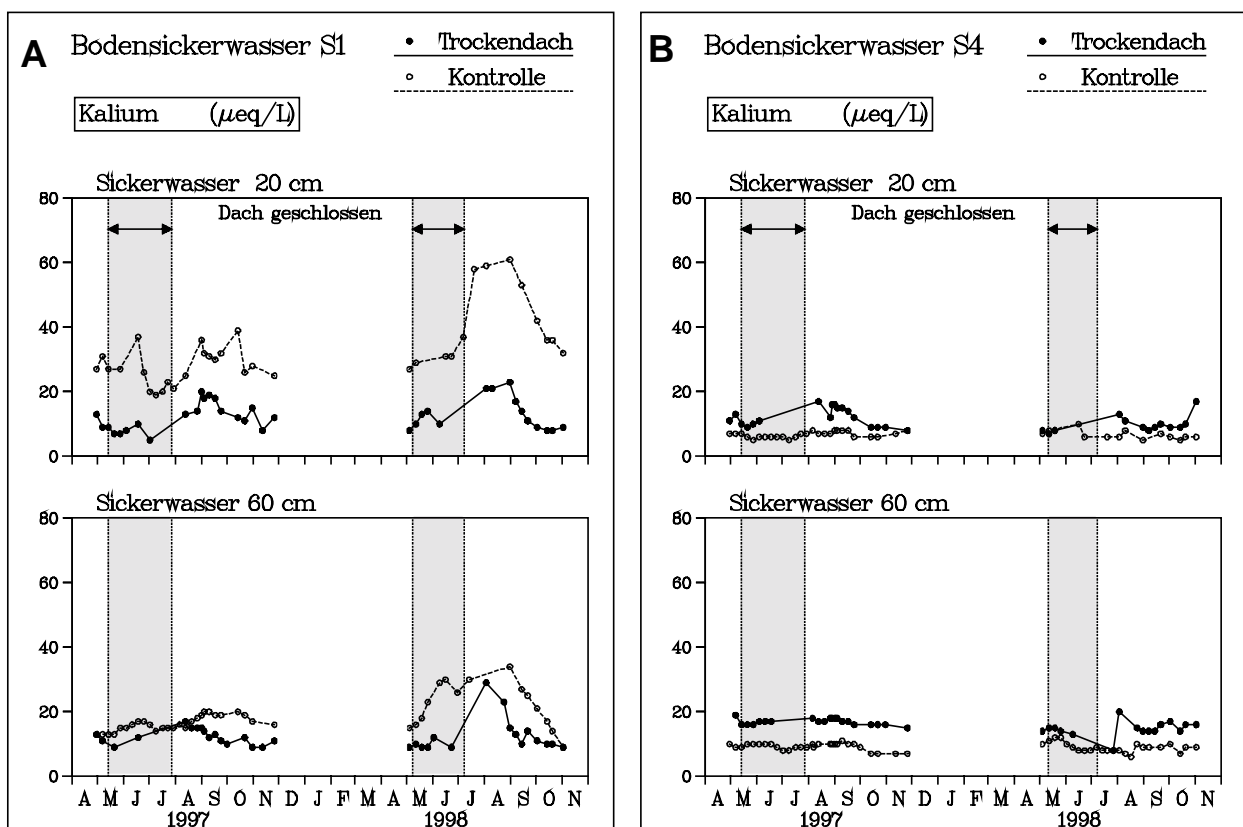 A Bodensickerwasser S1
Trockendach
Kontrolle
Kalium (µeq/L)
Sickerwasser 20 cm
Dach geschlossen
80
60
40
20
0
Sickerwasser 60 cm
80
60
40
20
0
A M J J A S O N D J F M A M J J A S O N
1997 1998
B Bodensickerwasser S4
Trockendach
Kontrolle
Kalium (µeq/L)
Sickerwasser 20 cm
Dach geschlossen
80
60
40
20
0
Sickerwasser 60 cm
80
60
40
20
0
A M J J A S O N D J F M A M J J A S O N
1997 1998